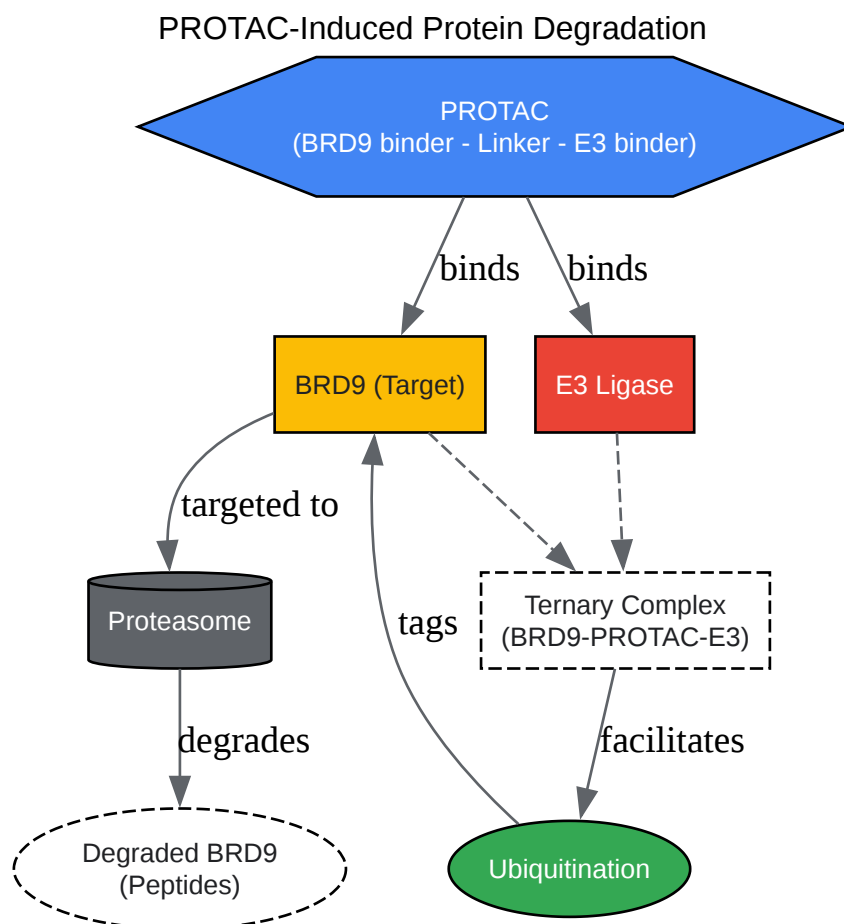 PROTAC-Induced Protein Degradation
PROTAC
(BRD9 binder - Linker - E3 binder)
binds
binds
BRD9 (Target)
E3 Ligase
targeted to
Proteasome
tags
Ternary Complex
(BRD9-PROTAC-E3)
degrades
facilitates
Degraded BRD9
(Peptides)
Ubiquitination